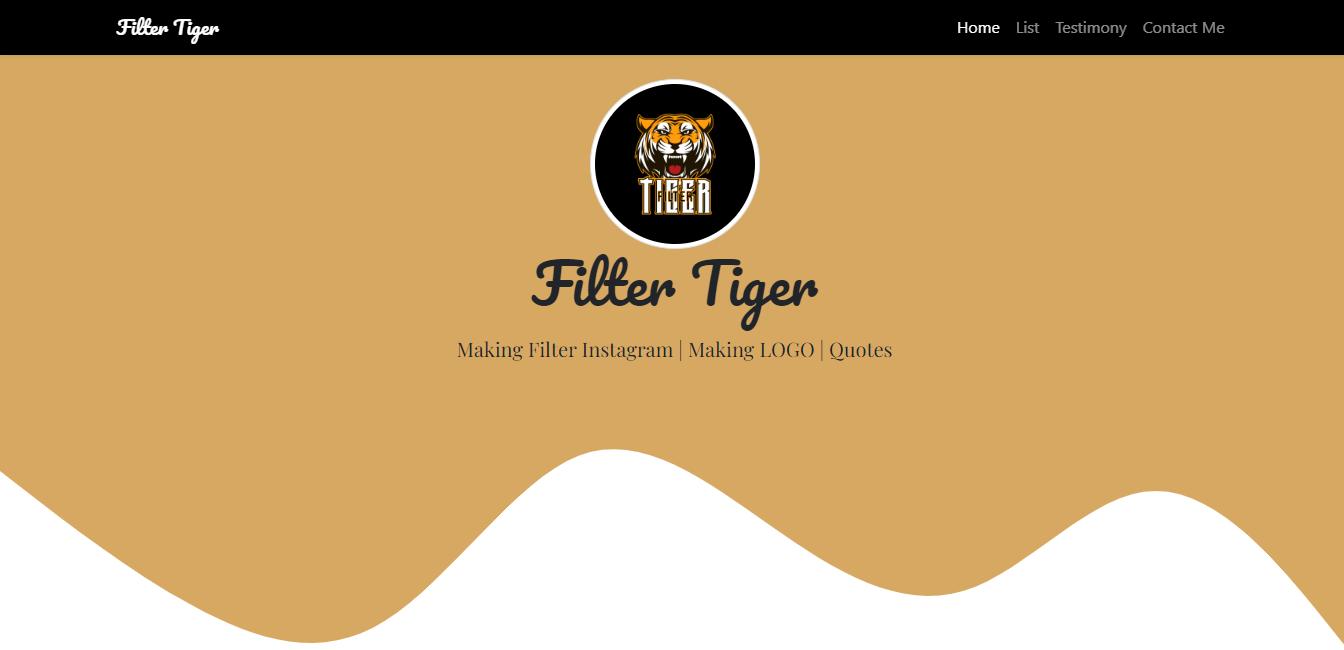 Filter Tiger
Home List Testimony Contact Me
TIGER
FILTER
Filter Tiger
Making Filter Instagram | Making LOGO | Quotes